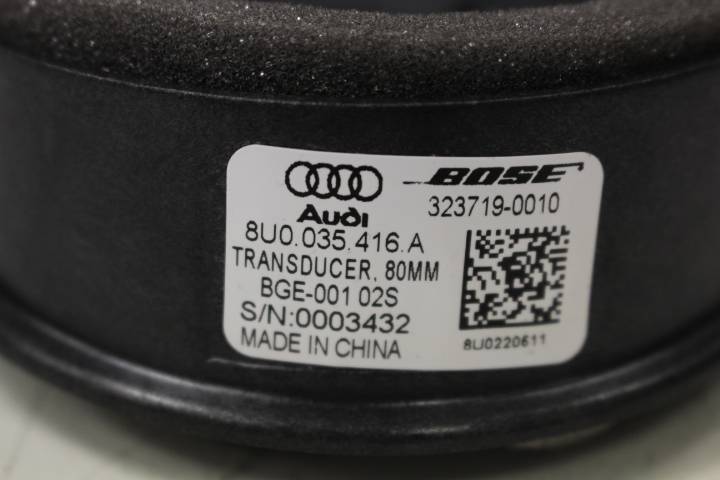 Audi
BOSE
323719-0010
8U0.035.416.A
TRANSDUCER, 80MM
BGE-001 02S
S/N:0003432
MADE IN CHINA
8U0220611